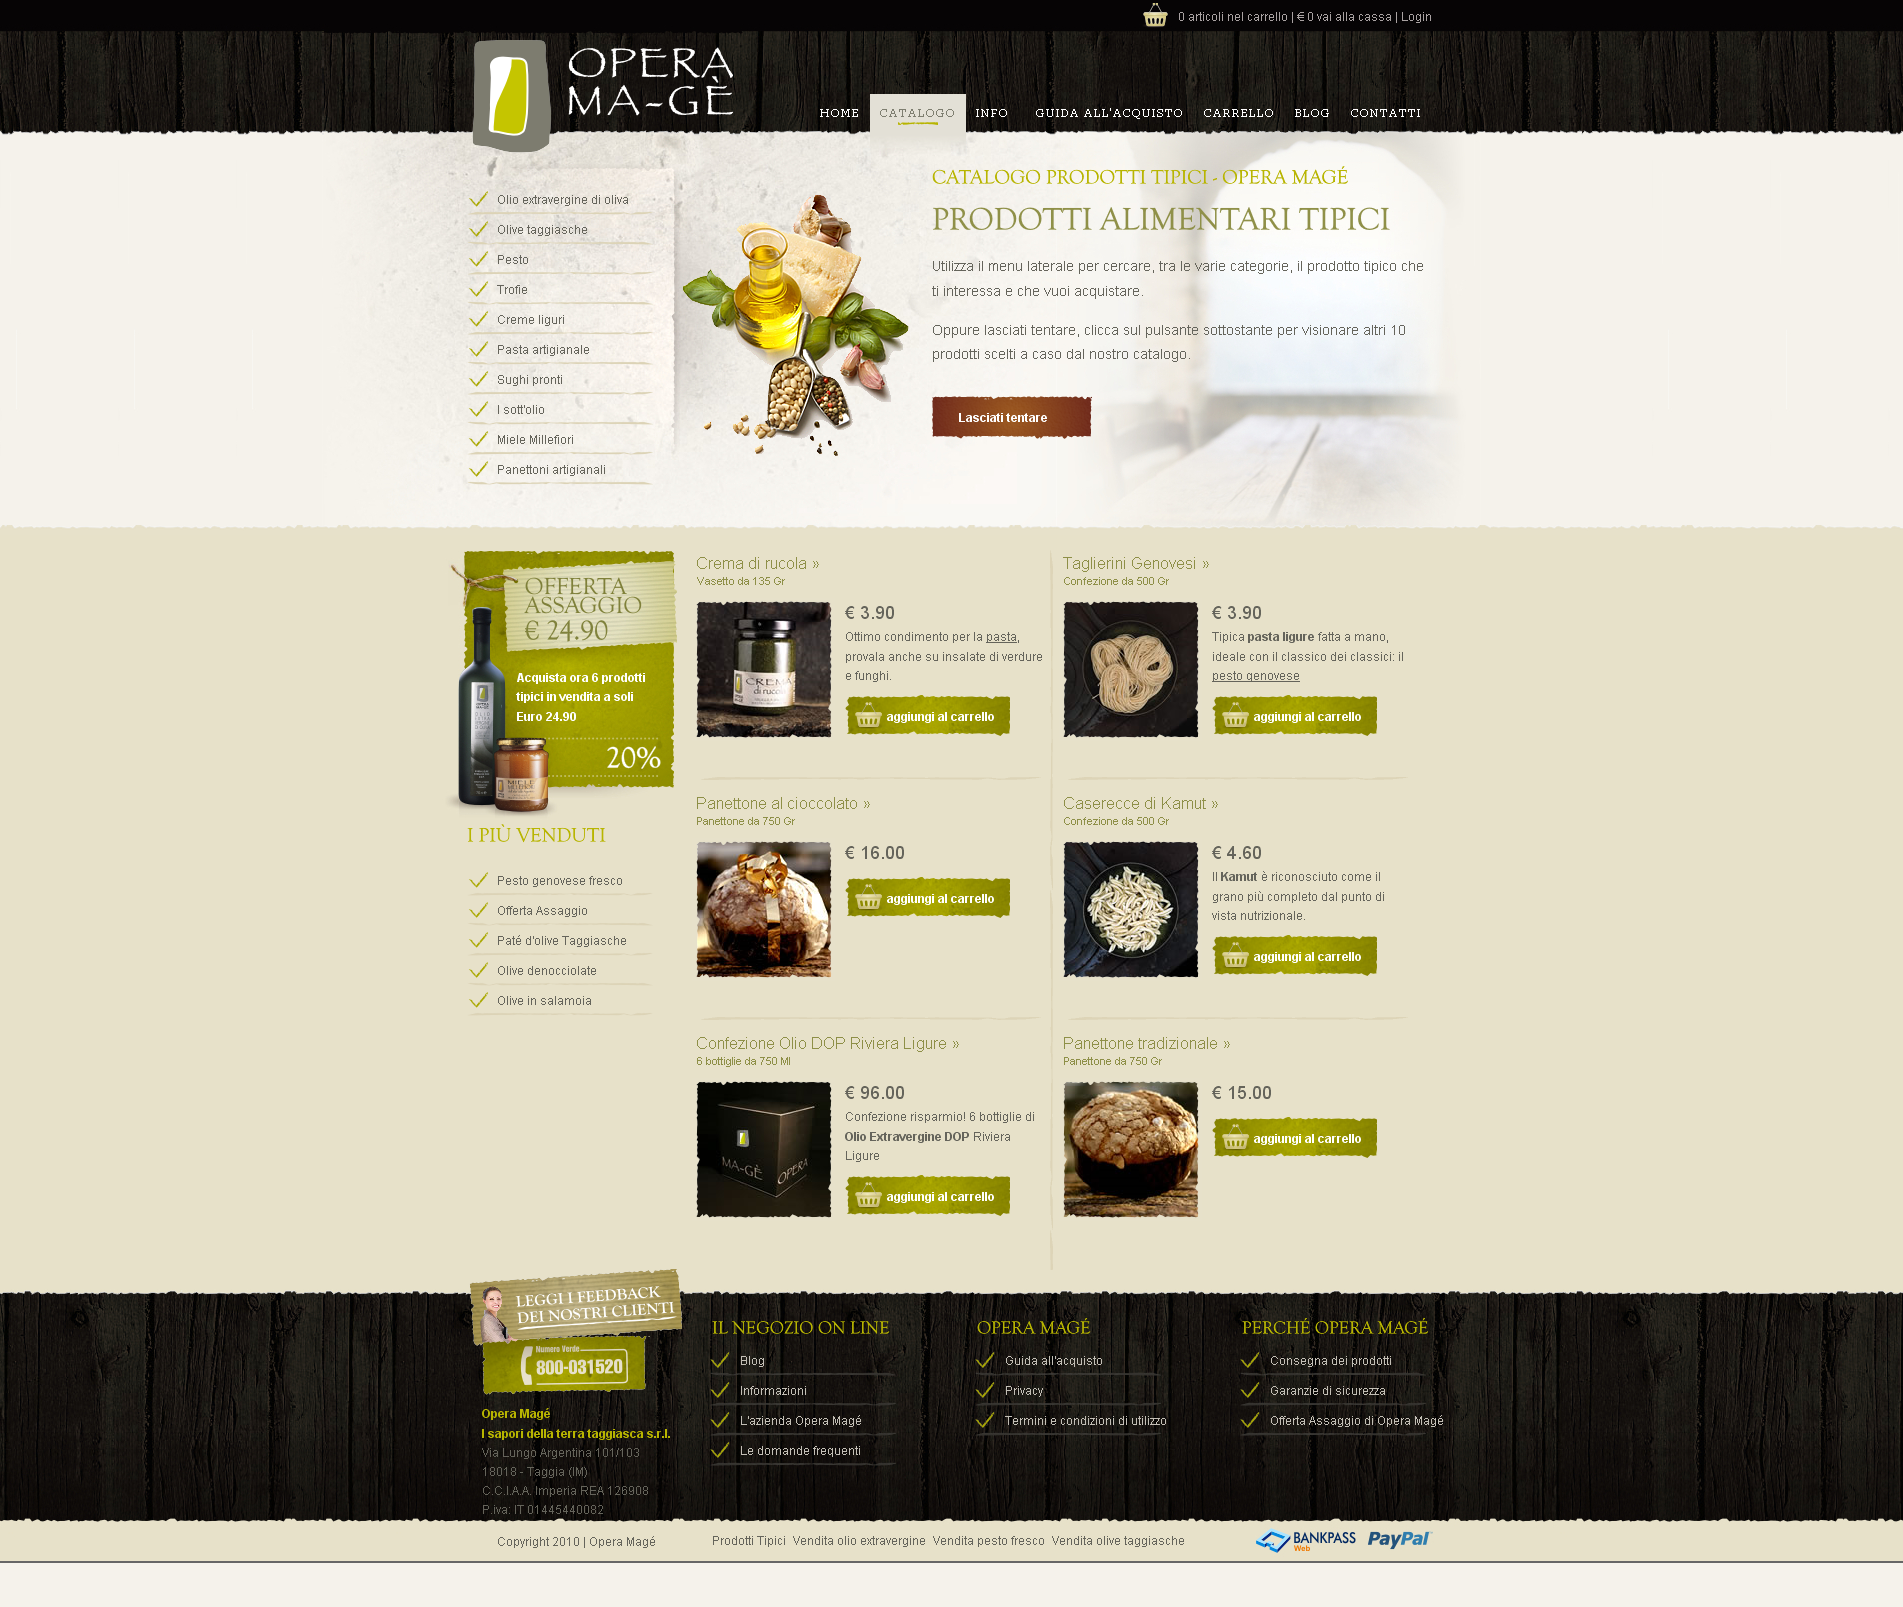 0 articoli nel carrello | € 0 vai alla cassa | Login
OPERA
MA-GÈ
HOME CATALOGO INFO GUIDA ALL'ACQUISTO CARRELLO BLOG CONTATTI
Olio extravergine di oliva
Olive taggiasche
Pesto
Trofie
Creme liguri
Pasta artigianale
Sughi pronti
I sott'olio
Miele Millefiori
Panettoni artigianali
CATALOGO PRODOTTI TIPICI - OPERA MAGÉ
PRODOTTI ALIMENTARI TIPICI
Utilizza il menu laterale per cercare, tra le varie categorie, il prodotto tipico che
ti interessa e che vuoi acquistare.
Oppure lasciati tentare, clicca sul pulsante sottostante per visionare altri 10
prodotti scelti a caso dal nostro catalogo.
Lasciati tentare
OFFERTA
ASSAGGIO
€ 24.90
Acquista ora 6 prodotti
tipici in vendita a soli
Euro 24.90
20%
OPERA
MA-GÈ
MIELE
I PIÙ VENDUTI
Pesto genovese fresco
Offerta Assaggio
Paté d'olive Taggiasche
Olive denocciolate
Olive in salamoia
Crema di rucola »
Vasetto da 135 Gr
CREMA
di rucola
€ 3.90
Ottimo condimento per la pasta,
provala anche su insalate di verdure
e funghi.
aggiungi al carrello
Taglierini Genovesi »
Confezione da 500 Gr
€ 3.90
Tipica pasta ligure fatta a mano,
ideale con il classico dei classici: il
pesto genovese
aggiungi al carrello
Panettone al cioccolato »
Panettone da 750 Gr
€ 16.00
aggiungi al carrello
Caserecce di Kamut »
Confezione da 500 Gr
€ 4.60
Il Kamut è riconosciuto come il
grano più completo dal punto di
vista nutrizionale.
aggiungi al carrello
Confezione Olio DOP Riviera Ligure »
6 bottiglie da 750 Ml
MA-GÈ OPERA
€ 96.00
Confezione risparmio! 6 bottiglie di
Olio Extravergine DOP Riviera
Ligure
aggiungi al carrello
Panettone tradizionale »
Panettone da 750 Gr
€ 15.00
aggiungi al carrello
LEGGI I FEEDBACK
DEI NOSTRI CLIENTI
Numero Verde
800-031520
Opera Magé
I sapori della terra taggiasca s.r.l.
Via Lungo Argentina 101/103
18018 - Taggia (IM)
C.C.I.A.A. Imperia REA 126908
P.iva: IT 01445440082
IL NEGOZIO ON LINE
Blog
Informazioni
L'azienda Opera Magé
Le domande frequenti
OPERA MAGÉ
Guida all'acquisto
Privacy
Termini e condizioni di utilizzo
PERCHÉ OPERA MAGÉ
Consegna dei prodotti
Garanzie di sicurezza
Offerta Assaggio di Opera Magé
Copyright 2010 | Opera Magé
Prodotti Tipici Vendita olio extravergine Vendita pesto fresco Vendita olive taggiasche
BANKPASS
Web
PayPal